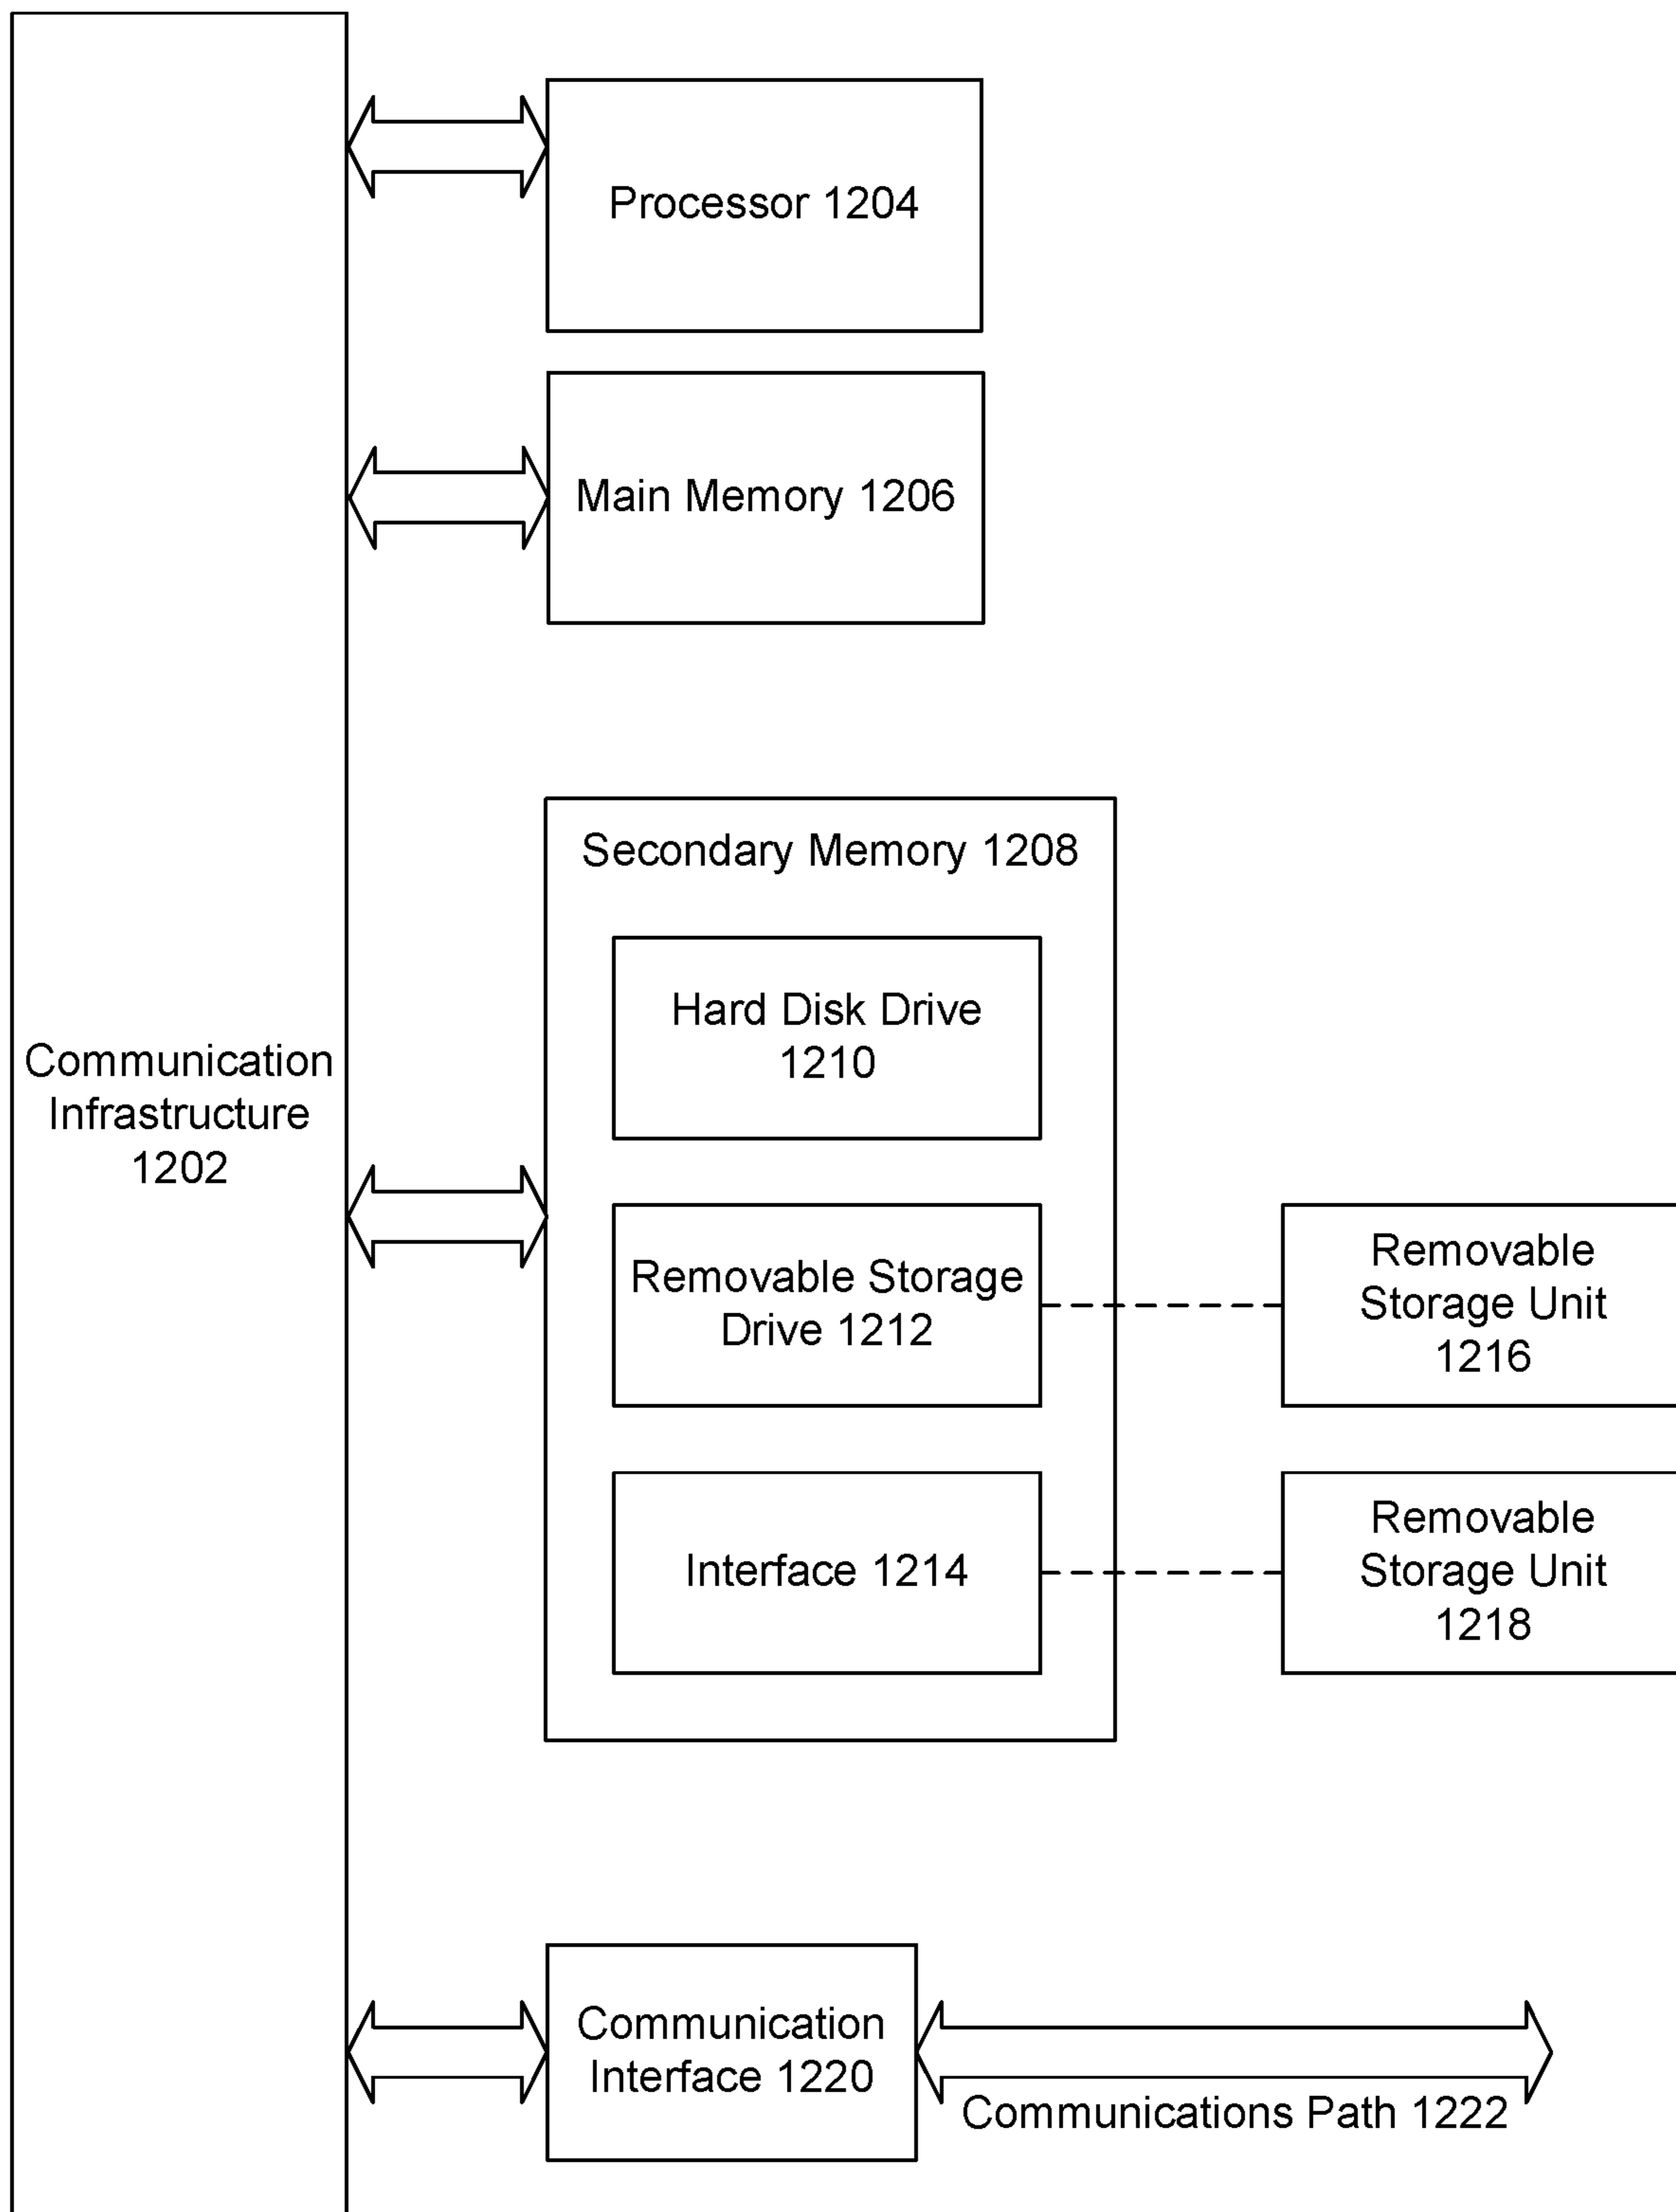 Processor 1204
Main Memory 1206
Secondary Memory 1208
Hard Disk Drive
1210
Communication
Infrastructure
1202
Removable Storage
Drive 1212
Removable
Storage Unit
1216
Interface 1214
Removable
Storage Unit
1218
Communication
Interface 1220
Communications Path 1222